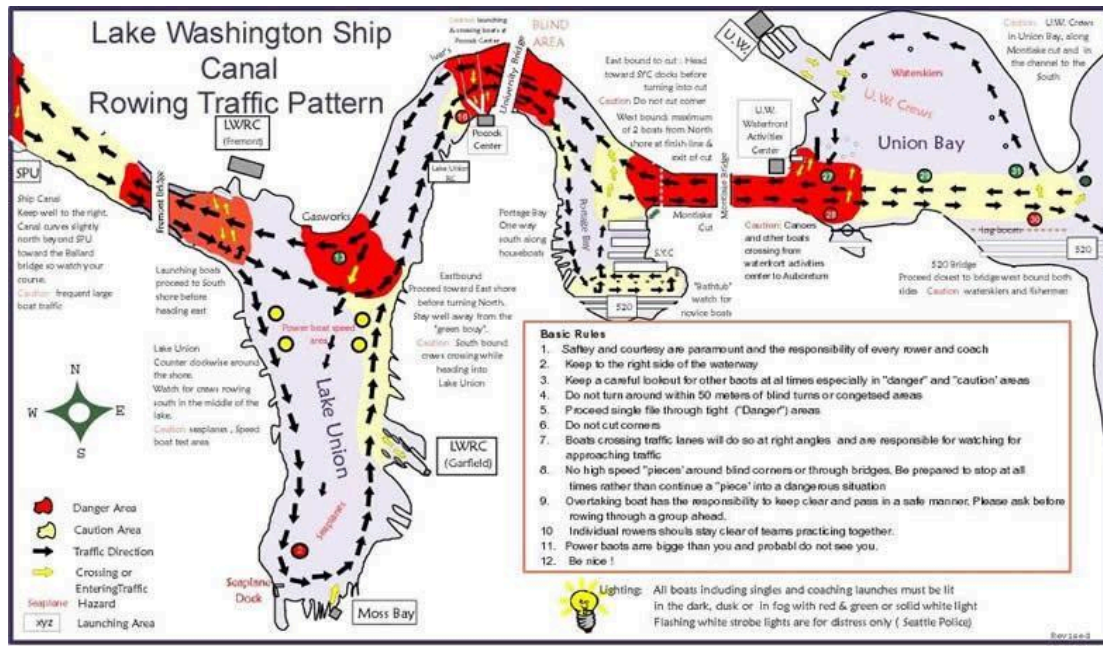 Lake Washington Ship
Canal
Rowing Traffic Pattern
LWRC
(Fremont)
SPU
Ship Canal
Keep well to the right.
Canal curves slightly
north beyond SPU
toward the Ballard
bridge so watch your
course.
Caution: frequent large
boat traffic
Fremont Bridge
Launching boats
proceed to South
shore before
heading east
Gasworks
Ivar's
Caution: launching
& crossing boats at
Pocock Center
BLIND
AREA
University Bridge
Pocock
Center
Lake Union
Eastbound
Proceed toward East shore
before turning North.
Stay well away from the
"green bouy".
Caution: South bound
crews crossing while
heading into
Lake Union
Power boat speed
area
Lake Union
Counter clockwise around
the shore.
Watch for crews rowing
south in the middle of the
lake.
Caution: seaplanes, Speed
boat test area
N
W
E
S
Lake Union
LWRC
(Garfield)
Seaplanes
2
Seaplane
Dock
Moss Bay
Danger Area
Caution Area
Traffic Direction
Crossing or
EnteringTraffic
Seaplane Hazard
xyz Launching Area
East bound to cut: Head
toward SYC docks before
turning into cut
Caution Do not cut corner
West bound: maximum
of 2 boats from North
shore at finish line &
exit of cut
Portage Bay
One way
south along
houseboats
Portage Bay
S.Y.C
520
"Bathtub"
watch for
novice boats
Montlake
Cut
Montlake Bridge
U.W.
U.W.
Waterfront
Activities
Center
Caution: Canoes
and other boats
crossing from
waterfont activities
center to Auboretum
Waterskiers
U.W. Crews
Union Bay
Caution: U.W. Crews
in Union Bay, along
Montlake cut and in
the channel to the
South
27
28
29
31
30
Log boom
520
520 Bridge
Proceed closest to bridge west bound both
sides Caution waterskiers and fishermen
Basic Rules
1. Saftey and courtesy are paramount and the responsibility of every rower and coach
2. Keep to the right side of the waterway
3. Keep a careful lookout for other baots at al times especially in "danger" and "caution' areas
4. Do not turn around within 50 meters of blind turns or congetsed areas
5. Proceed single file through tight ("Danger") areas
6. Do not cut corners
7. Boats crossing traffic lanes will do so at right angles and are responsible for watching for
approaching traffic
8. No high speed "pieces' around blind corners or through bridges. Be prepared to stop at all
times rather than continue a "piece' into a dangerous situation
9. Overtaking boat has the responsibility to keep clear and pass in a safe manner. Please ask before
rowing through a group ahead.
10 Individual rowers shouls stay clear of teams practicing together.
11. Power baots are bigge than you and probabl do not see you.
12. Be nice !
Lighting: All boats including singles and coaching launches must be lit
in the dark, dusk or in fog with red & green or solid white light
Flashing white strobe lights are for distress only ( Seattle Police)
Revised